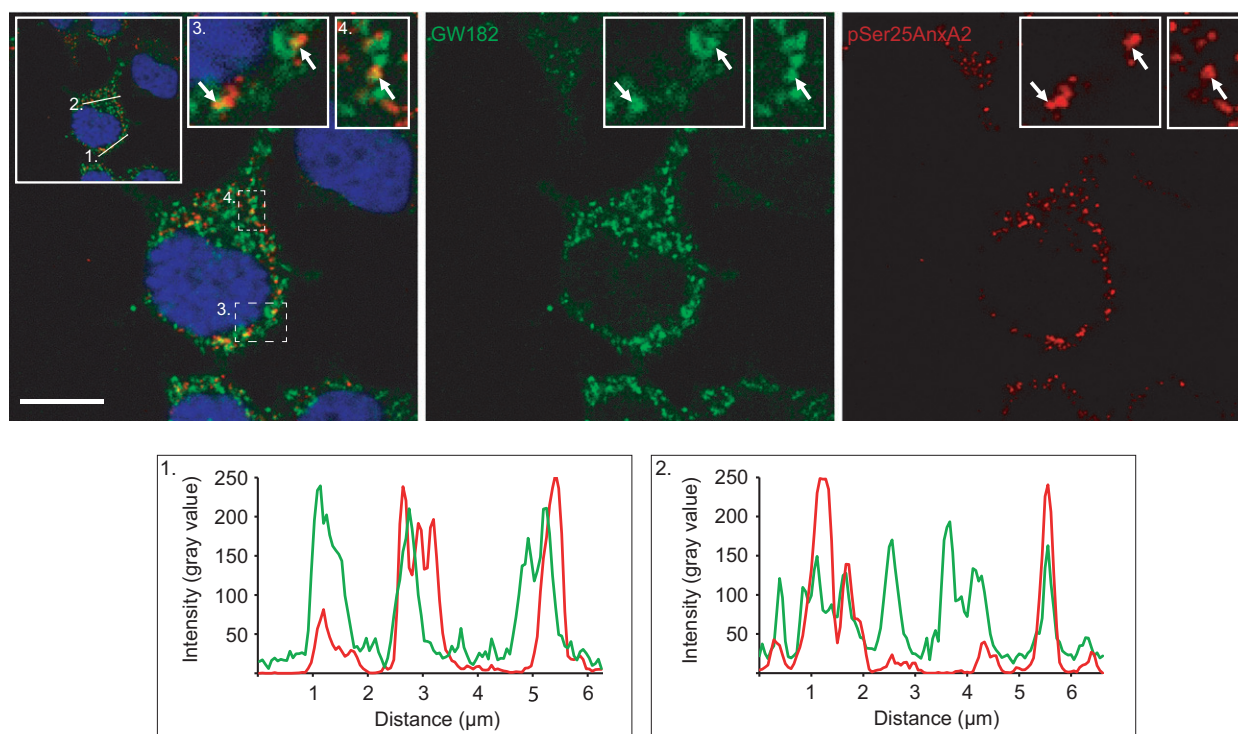 2.
1.
3.
4.
4.
3.
GW182
pSer25AnxA2
1.
Intensity (gray value)
250
200
150
100
50
1 2 3 4 5 6
Distance (µm)
2.
Intensity (gray value)
250
200
150
100
50
1 2 3 4 5 6
Distance (µm)